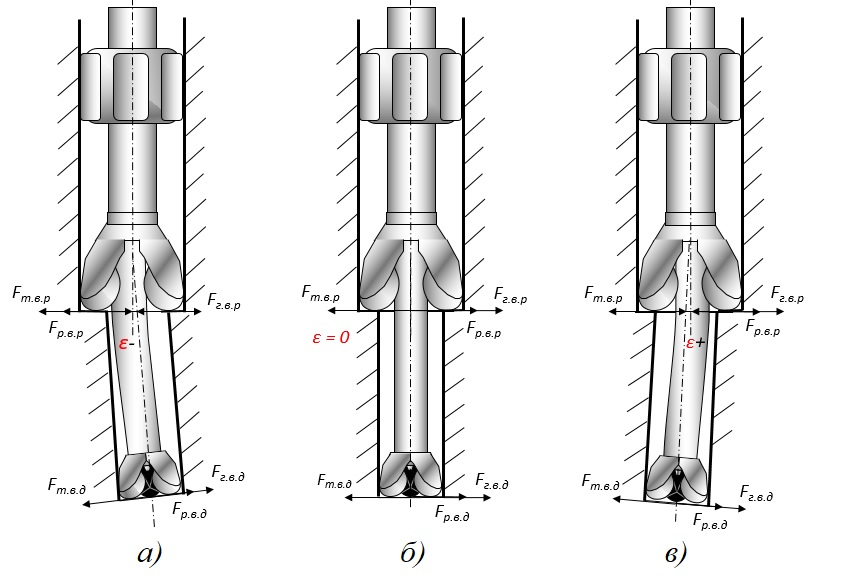 Fт.в.р Fг.в.р
Fр.в.р
ε-
Fт.в.д Fг.в.д
Fр.в.д
а)
Fт.в.р Fг.в.р
Fр.в.р
ε = 0
Fт.в.д Fг.в.д
Fр.в.д
б)
Fт.в.р Fг.в.р
Fр.в.р
ε+
Fт.в.д Fг.в.д
Fр.в.д
в)